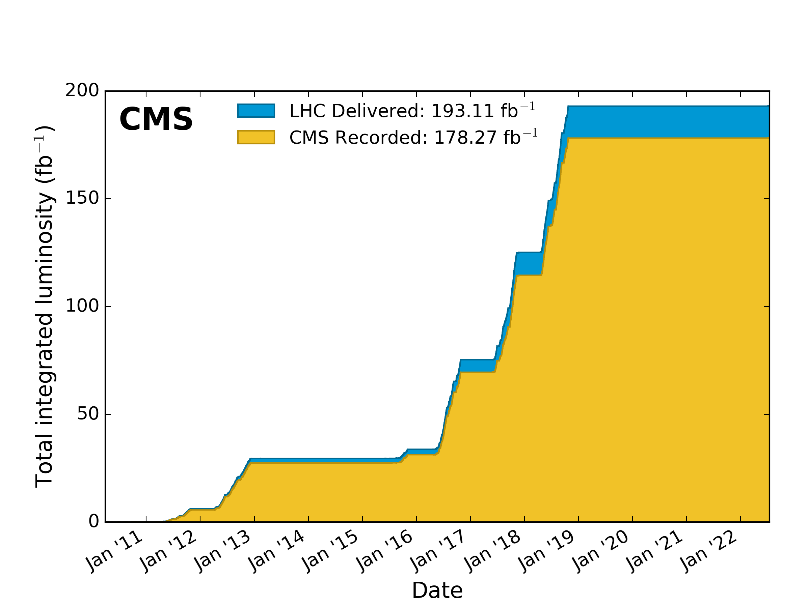 CMS
LHC Delivered: 193.11 fb⁻¹
CMS Recorded: 178.27 fb⁻¹
Total integrated luminosity (fb⁻¹)
200
150
100
50
0
Jan '11
Jan '12
Jan '13
Jan '14
Jan '15
Jan '16
Jan '17
Jan '18
Jan '19
Jan '20
Jan '21
Jan '22
Date